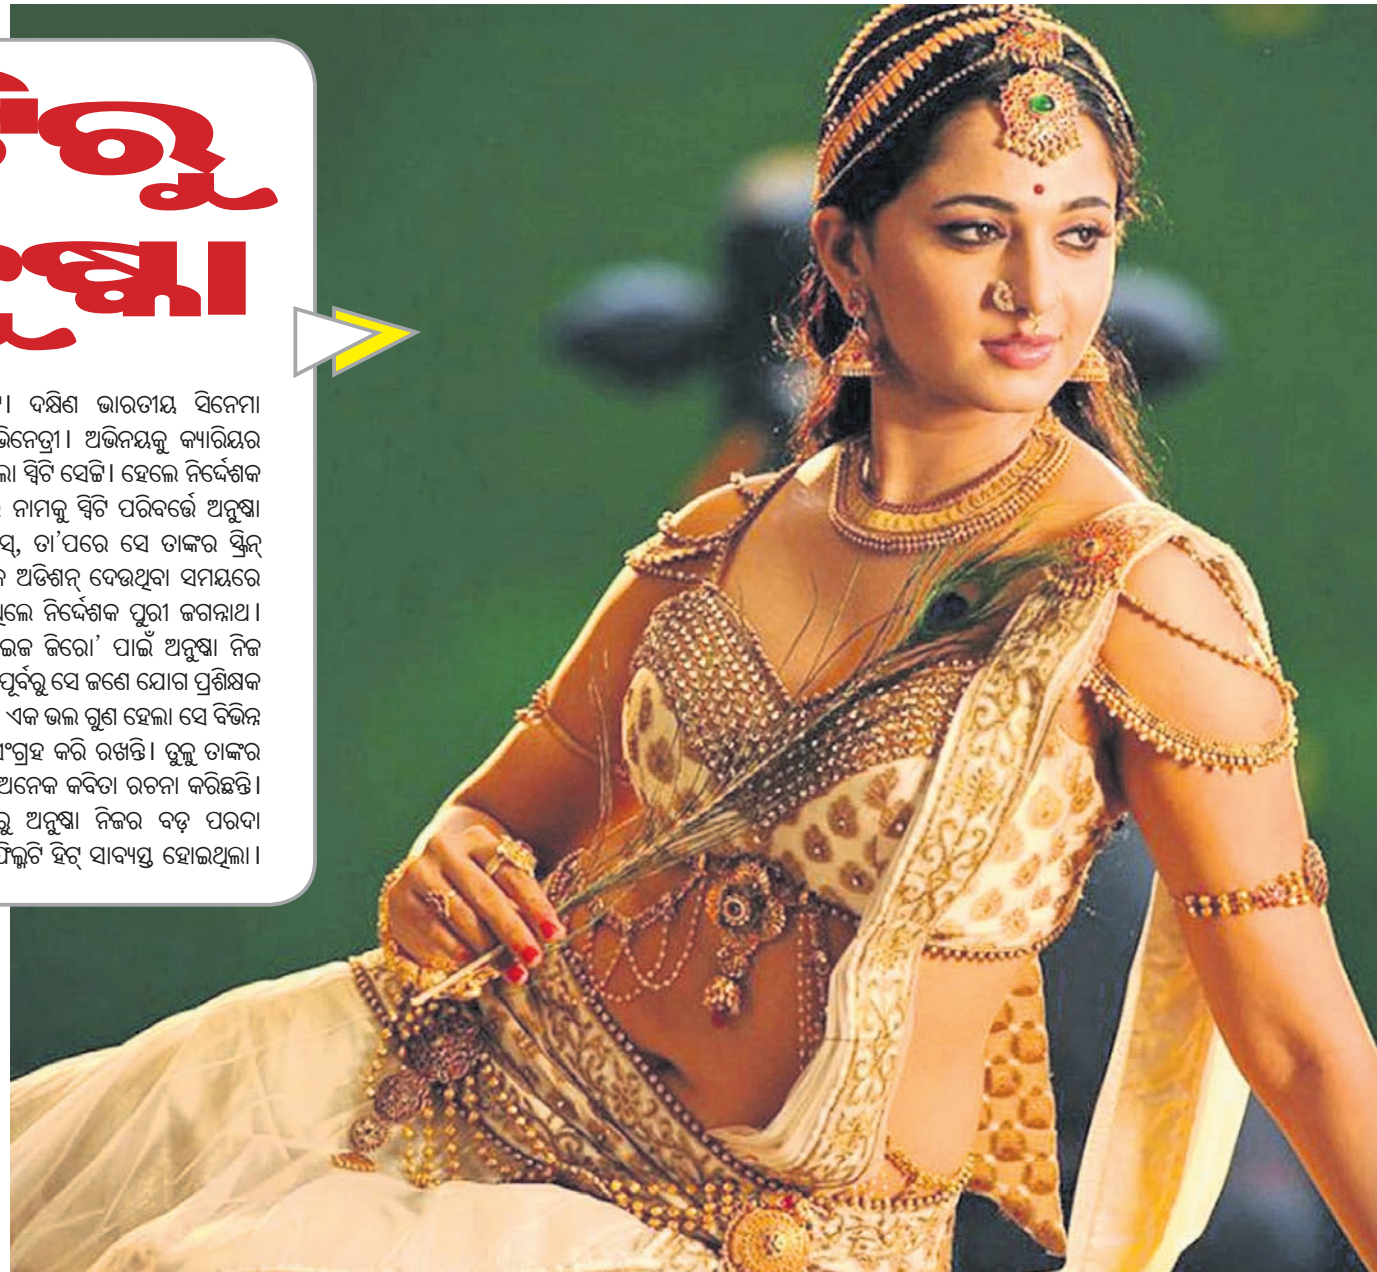 ରୁ
ଷ୍କା
। ଦକ୍ଷିଣ ଭାରତୀୟ ସିନେମା
ଭିନେତ୍ରୀ। ଅଭିନୟକୁ କ୍ୟାରିୟର
ଲା ସ୍ୱିଟି ସେଟ୍ଟି। ହେଲେ ନିର୍ଦ୍ଦେଶକ
ନାମକୁ ସ୍ୱିଟି ପରିବର୍ତ୍ତେ ଅନୁଷ୍କା
ସ୍, ତା'ପରେ ସେ ତାଙ୍କର ସ୍କ୍ରିନ୍
ଅଡିଶନ୍ ଦେଉଥିବା ସମୟରେ
ଥିଲେ ନିର୍ଦ୍ଦେଶକ ପୁରୀ ଜଗନ୍ନାଥ।
ଇଜ ଜିରୋ' ପାଇଁ ଅନୁଷ୍କା ନିଜ
ପୂର୍ବରୁ ସେ ଜଣେ ଯୋଗ ପ୍ରଶିକ୍ଷକ
ଏକ ଭଲ ଗୁଣ ହେଲା ସେ ବିଭିନ୍ନ
ସଂଗ୍ରହ କରି ରଖନ୍ତି। ତୁଳୁ ତାଙ୍କର
ଅନେକ କବିତା ରଚନା କରିଛନ୍ତି।
ରୁ ଅନୁଷ୍କା ନିଜର ବଡ଼ ପରଦା
ଫିଲ୍ମଟି ହିଟ୍ ସାବ୍ୟସ୍ତ ହୋଇଥିଲା।